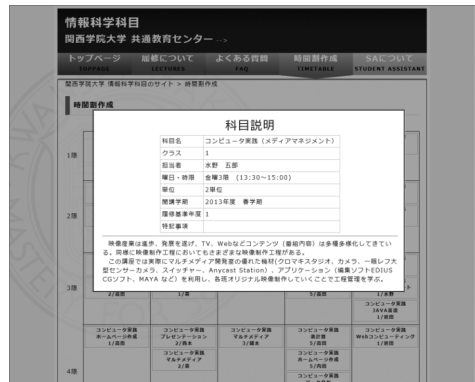 情報科学科目
関西学院大学 共通教育センター -->
トップページ 履修について よくある質問 時間割作成 SAについて
TOPPAGE LECTURES FAQ TIMETABLE STUDENT ASSISTANT
関西学院大学 情報科学科目のサイト > 時間割作成
時間割作成
科目説明
科目名 コンピュータ実践（メディアマネジメント）
クラス 1
担当者 水野 五郎
曜日・時限 金曜3限 (13:30~15:00)
単位 2単位
開講学期 2013年度 春学期
履修基準年度 1
特記事項
映像産業は進歩、発展を遂げ、TV、Webなどコンテンツ（番組内容）は多種多様化してきてい
る。同様に映像制作工程においてもさまざまな映像制作工程がある。
この講座では実際にマルチメディア開発室の優れた機材(クロマキスタジオ、カメラ、一眼レフ大
型センサーカメラ、スイッチャー、Anycast Station）、アプリケーション（編集ソフトEDIUS
CGソフト、MAYA など）を利用し、各班オリジナル映像制作していくことで工程管理を学ぶ。
1限
2限
3限
コンピュータ実践
JAVA言語
コンピュータ実践 コンピュータ実践 コンピュータ実践 コンピュータ実践 コンピュータ実践
ホームページ作成 プレゼンテーション マルチメディア 表計算 Webコンピューティング
コンピュータ実践 コンピュータ実践
マルチメディア ホームページ作成
4限
コンピュータ実践